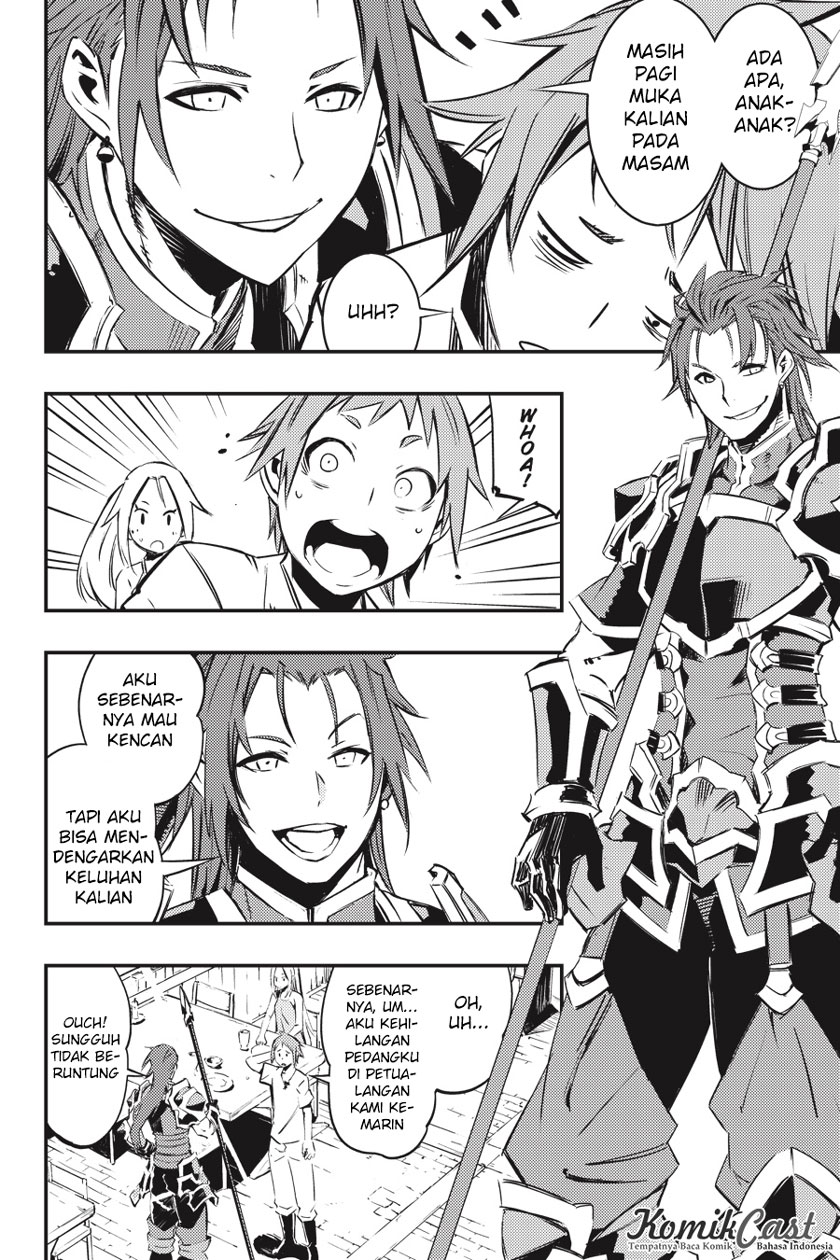 ADA
APA,
ANAK-
ANAK?
MASIH
PAGI
MUKA
KALIAN
PADA
MASAM
UHH?
WHOA!
AKU
SEBENAR-
NYA MAU
KENCAN
TAPI AKU
BISA MEN-
DENGARKAN
KELUHAN
KALIAN
OH,
UH...
SEBENAR-
NYA, UM...
AKU KEHI-
LANGAN
PEDANGKU
DI PETUA-
LANGAN
KAMI KE-
MARIN
OUCH!
SUNGGUH
TIDAK BE-
RUNTUNG
KomikCast
Tempatnya Baca Komik Bahasa Indonesia